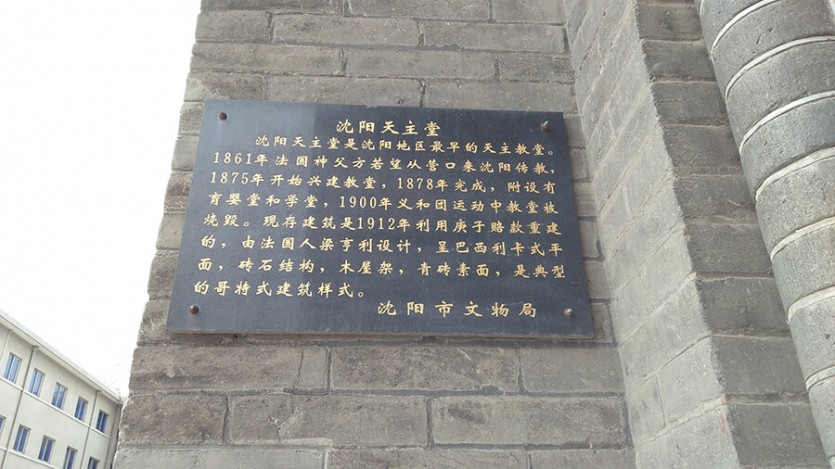 沈阳天主堂
沈阳天主堂是沈阳地区最早的天主教堂。
1861年法国神父方若望从营口来沈阳传教，
1875年开始兴建教堂，1878年完成，附设有
育婴堂和学堂，1900年义和团运动中教堂被
烧毁。现存建筑是1912年利用庚子赔款重建
的，由法国人梁亨利设计，呈巴西利卡式平
面，砖石结构，木屋架，青砖素面，是典型
的哥特式建筑样式。
沈阳市文物局